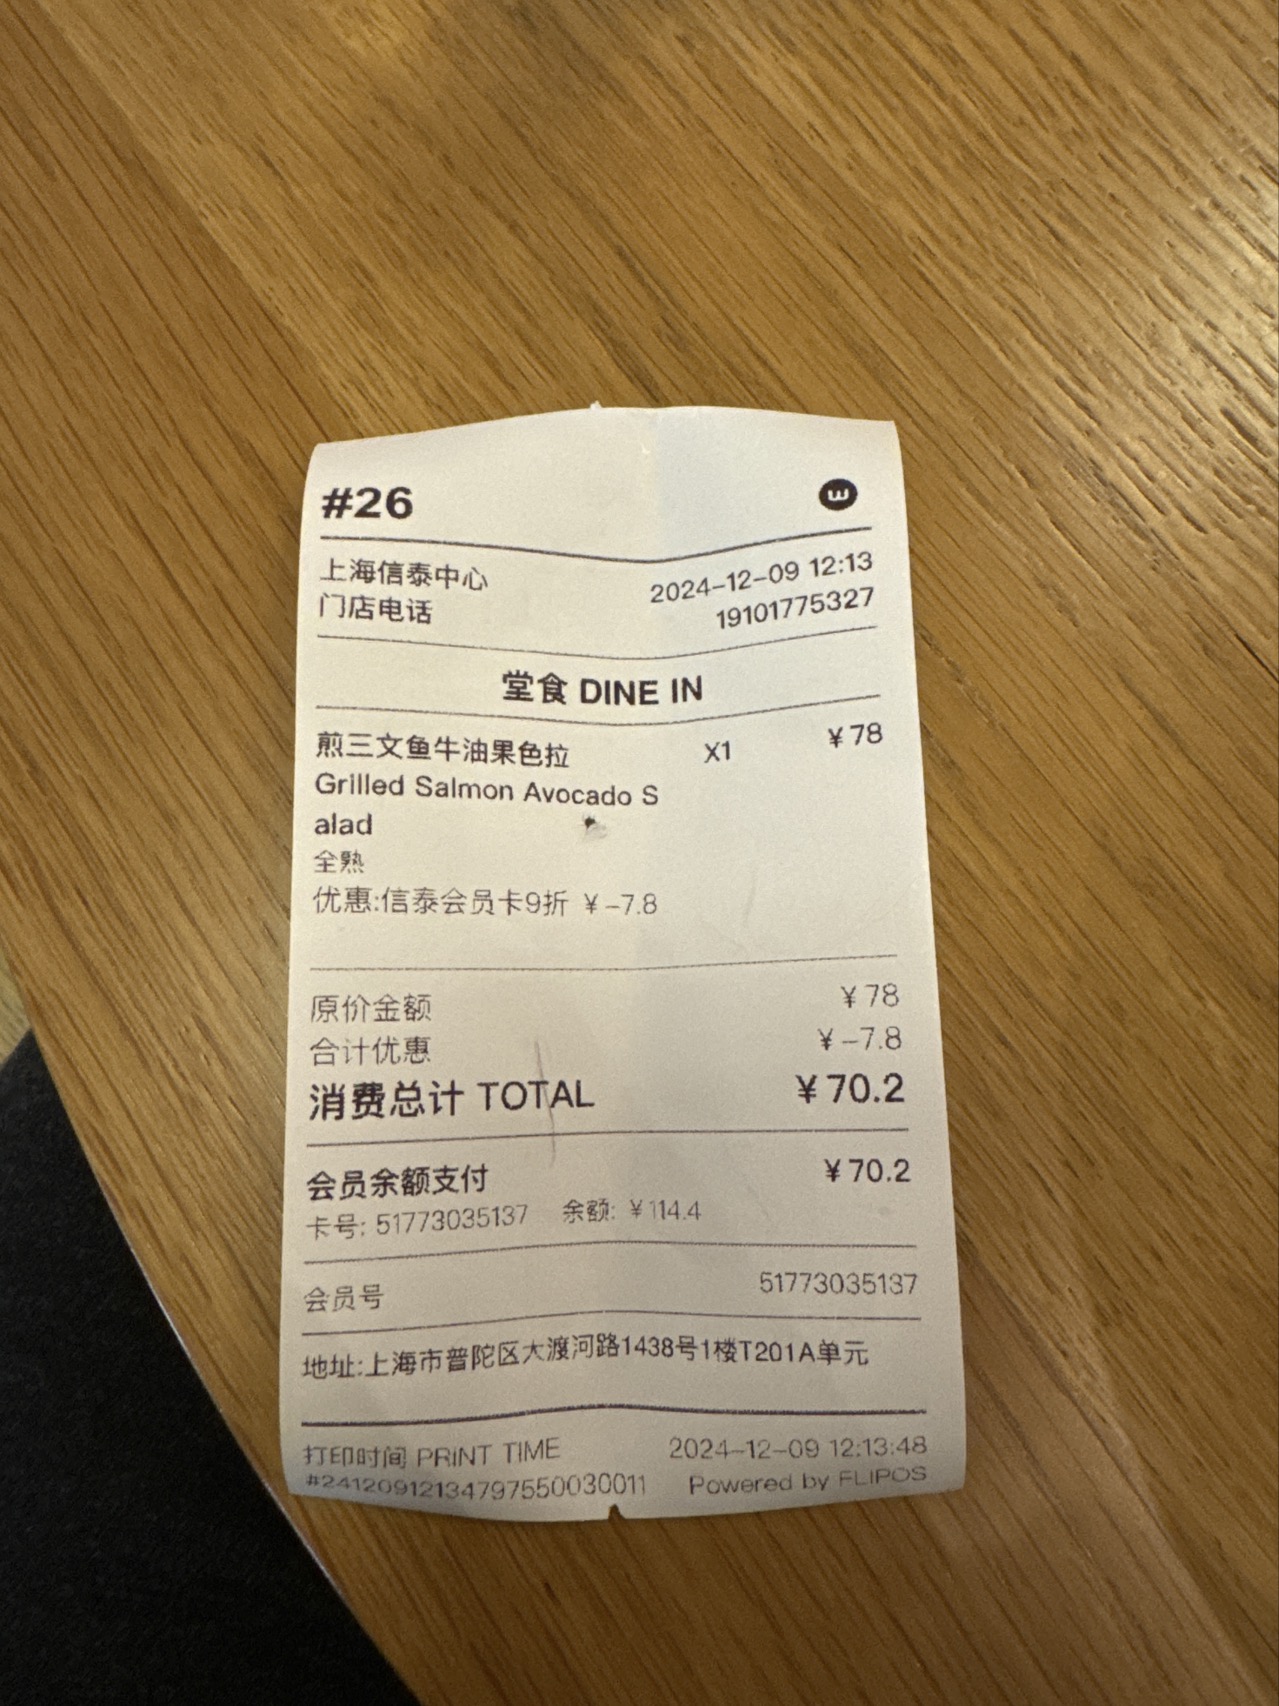 #26
上海信泰中心 2024-12-09 12:13
门店电话 19101775327
堂食 DINE IN
煎三文鱼牛油果色拉 X1 ¥78
Grilled Salmon Avocado S
alad
全熟
优惠:信泰会员卡9折 ¥-7.8
原价金额 ¥78
合计优惠 ¥-7.8
消费总计 TOTAL ¥70.2
会员余额支付 ¥70.2
卡号: 51773035137 余额: ¥114.4
会员号 51773035137
地址:上海市普陀区大渡河路1438号1楼T201A单元
打印时间 PRINT TIME 2024-12-09 12:13:48
#24120912134797550030011 Powered by FLIPOS